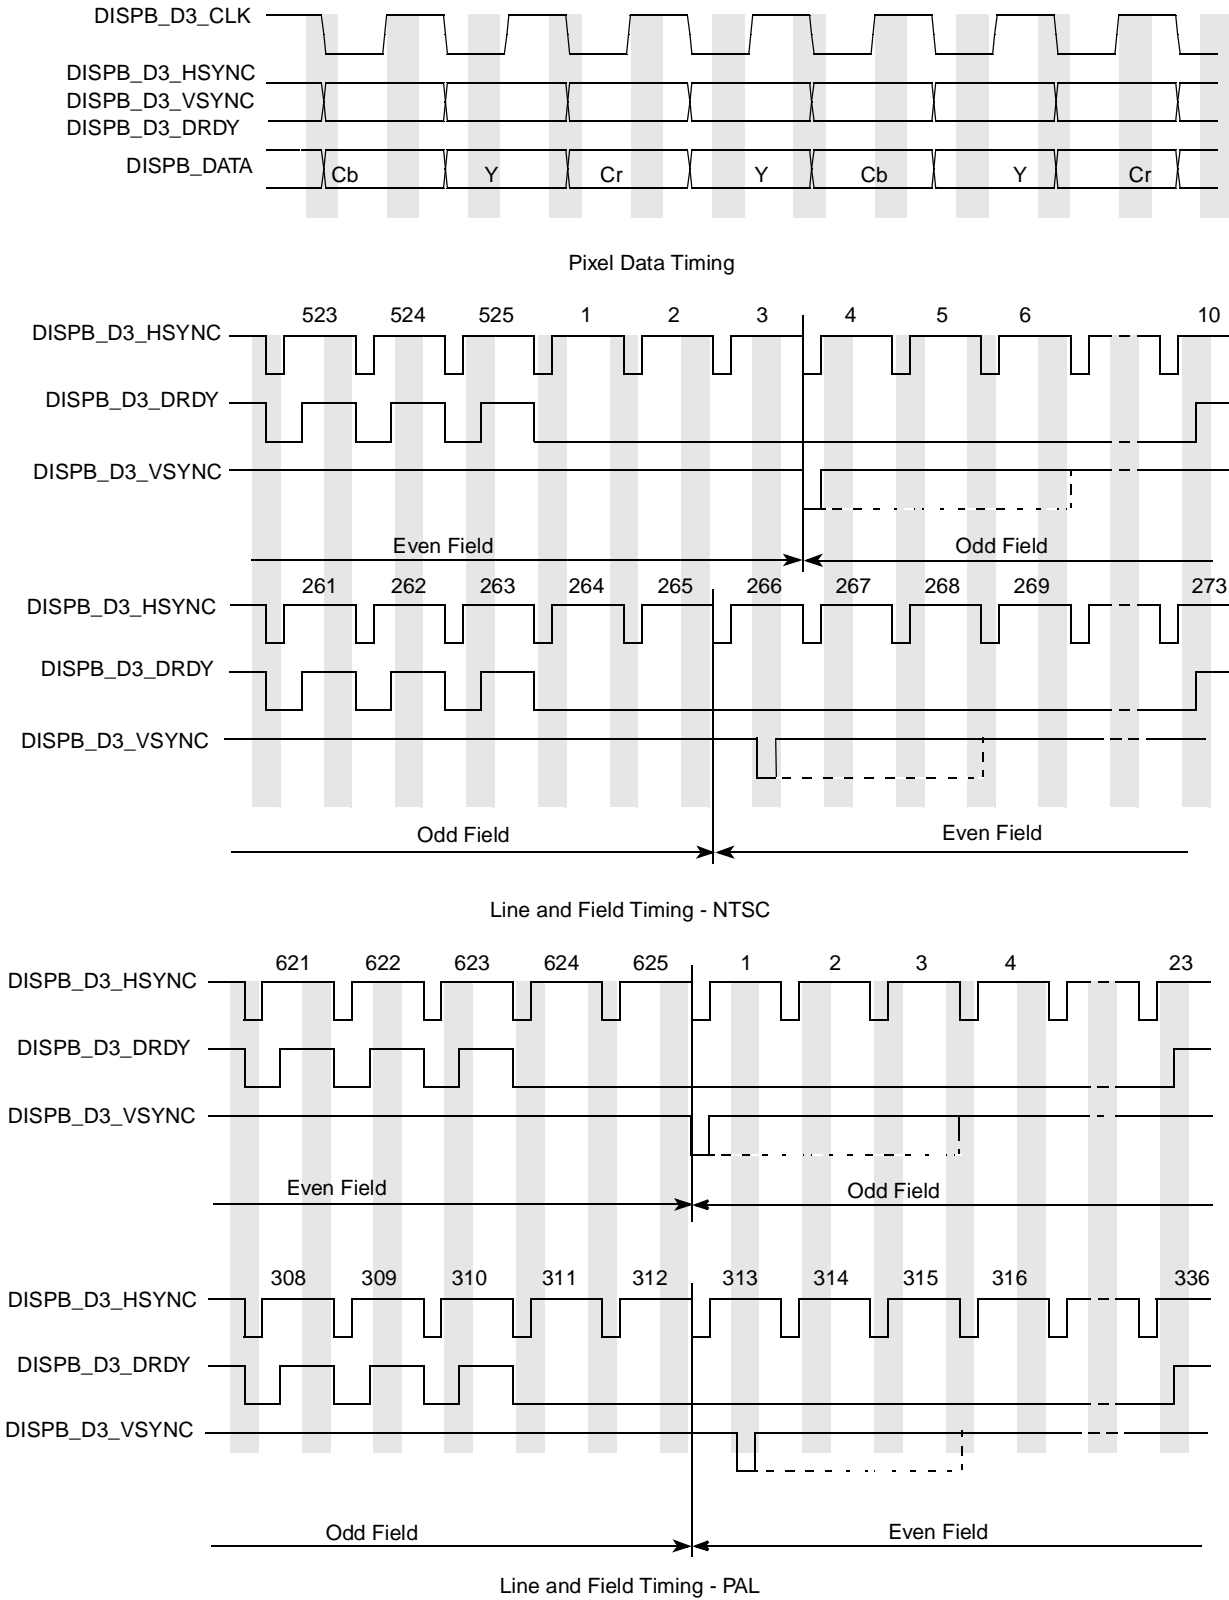 DISPB_D3_CLK
DISPB_D3_HSYNC
DISPB_D3_VSYNC
DISPB_D3_DRDY
DISPB_DATA Cb Y Cr Y Cb Y Cr
Pixel Data Timing
523 524 525 1 2 3 4 5 6 10
DISPB_D3_HSYNC
DISPB_D3_DRDY
DISPB_D3_VSYNC
Even Field Odd Field
261 262 263 264 265 266 267 268 269 273
DISPB_D3_HSYNC
DISPB_D3_DRDY
DISPB_D3_VSYNC
Odd Field Even Field
Line and Field Timing - NTSC
621 622 623 624 625 1 2 3 4 23
DISPB_D3_HSYNC
DISPB_D3_DRDY
DISPB_D3_VSYNC
Even Field Odd Field
308 309 310 311 312 313 314 315 316 336
DISPB_D3_HSYNC
DISPB_D3_DRDY
DISPB_D3_VSYNC
Odd Field Even Field
Line and Field Timing - PAL